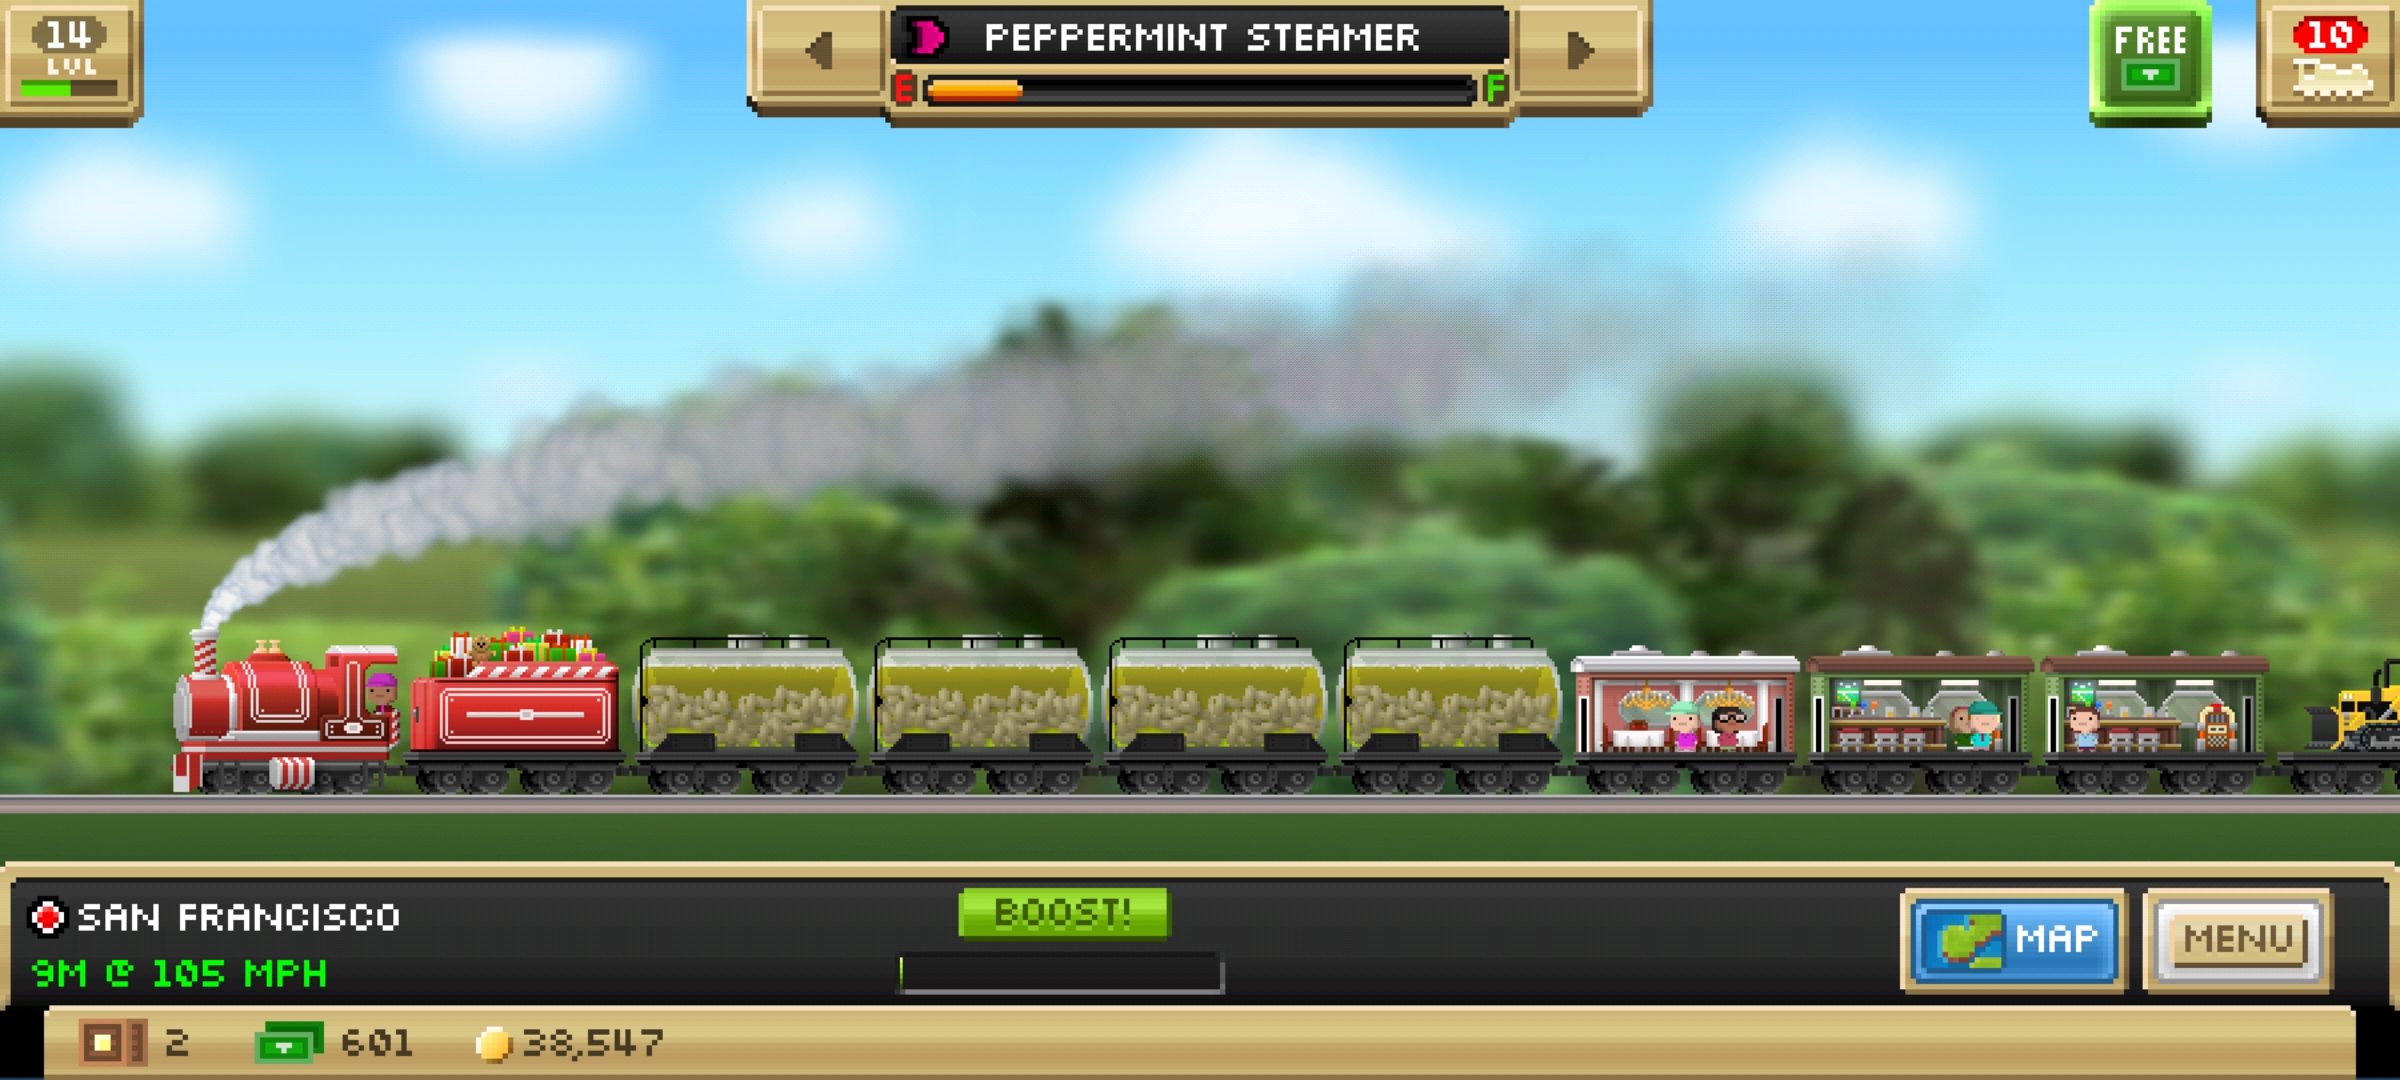 14
LVL
PEPPERMINT STEAMER
E F
FREE
10
SAN FRANCISCO
9M @ 105 MPH
BOOST!
MAP
MENU
2 601 38,547